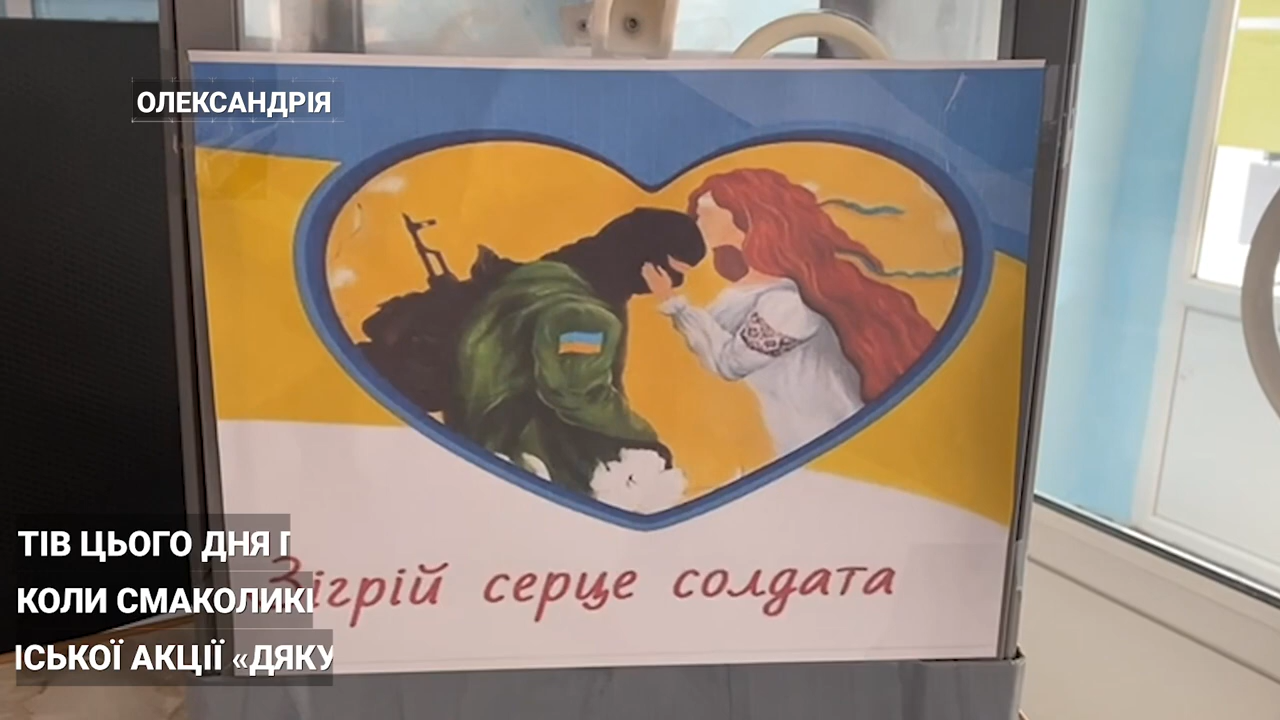 ОЛЕКСАНДРІЯ
ТІВ ЦЬОГО ДНЯ
КОЛИ СМАКОЛИКІ
ІСЬКОЇ АКЦІЇ «ДЯКУ
Зігрій серце солдата